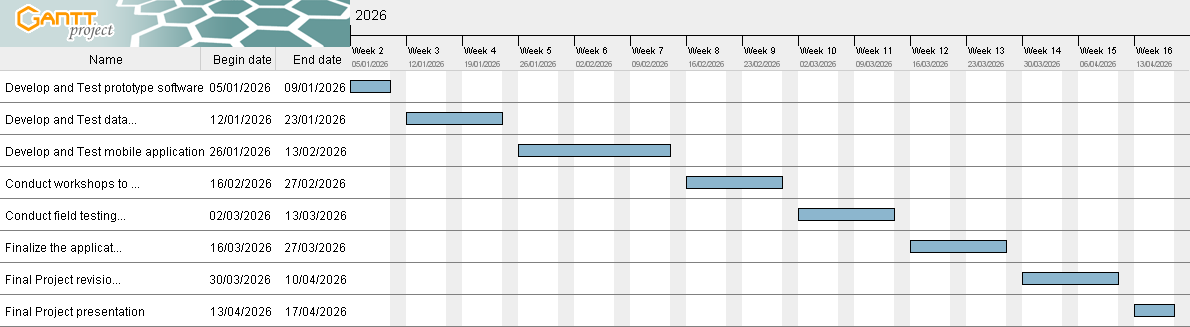 GANTT
project
2026
Week 2 Week 3 Week 4 Week 5 Week 6 Week 7 Week 8 Week 9 Week 10 Week 11 Week 12 Week 13 Week 14 Week 15 Week 16
Name Begin date End date 05/01/2026 12/01/2026 19/01/2026 26/01/2026 02/02/2026 09/02/2026 16/02/2026 23/02/2026 02/03/2026 09/03/2026 16/03/2026 23/03/2026 30/03/2026 06/04/2026 13/04/2026
Develop and Test prototype software 05/01/2026 09/01/2026
Develop and Test data... 12/01/2026 23/01/2026
Develop and Test mobile application 26/01/2026 13/02/2026
Conduct workshops to ... 16/02/2026 27/02/2026
Conduct field testing... 02/03/2026 13/03/2026
Finalize the applicat... 16/03/2026 27/03/2026
Final Project revisio... 30/03/2026 10/04/2026
Final Project presentation 13/04/2026 17/04/2026